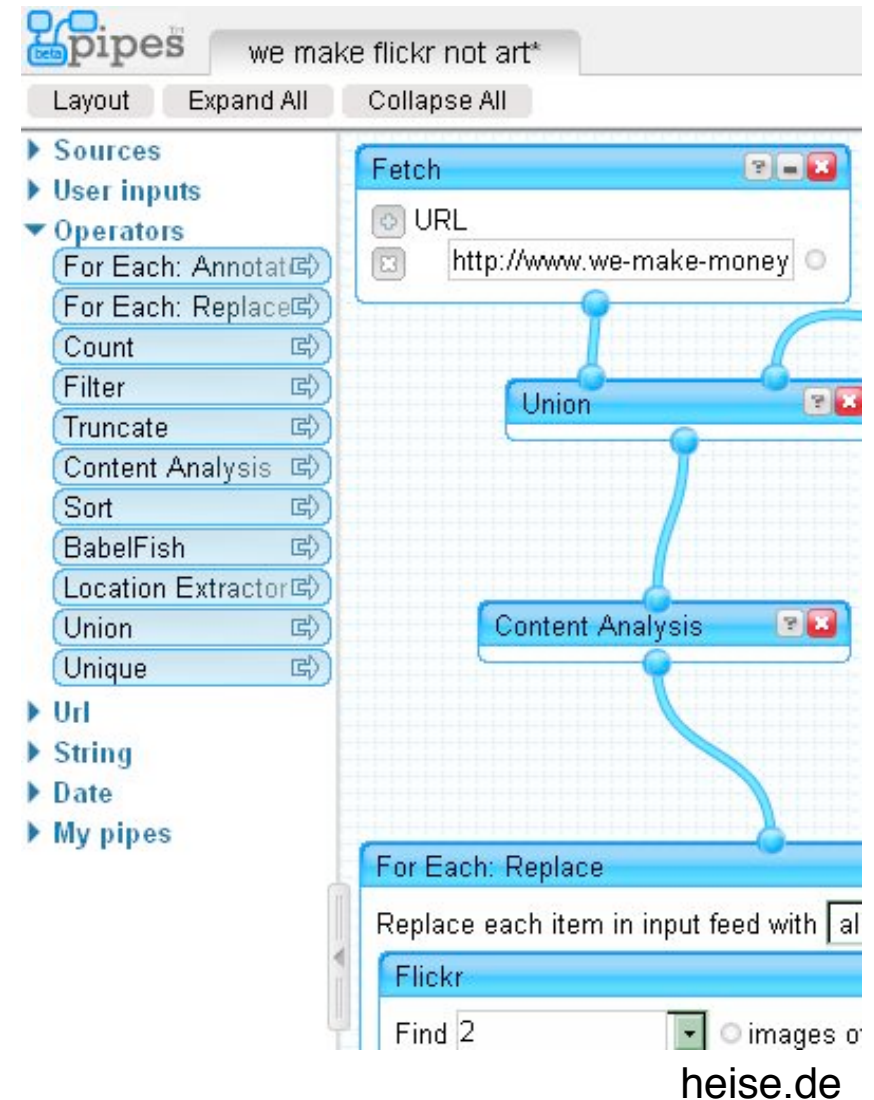 beta pipes™
we make flickr not art*
Layout Expand All Collapse All
Sources
User inputs
Operators
For Each: Annotat
For Each: Replace
Count
Filter
Truncate
Content Analysis
Sort
BabelFish
Location Extractor
Union
Unique
Url
String
Date
My pipes
Fetch ?
URL
http://www.we-make-money
Union ?
Content Analysis ?
For Each: Replace
Replace each item in input feed with al
Flickr
Find 2 images of
heise.de